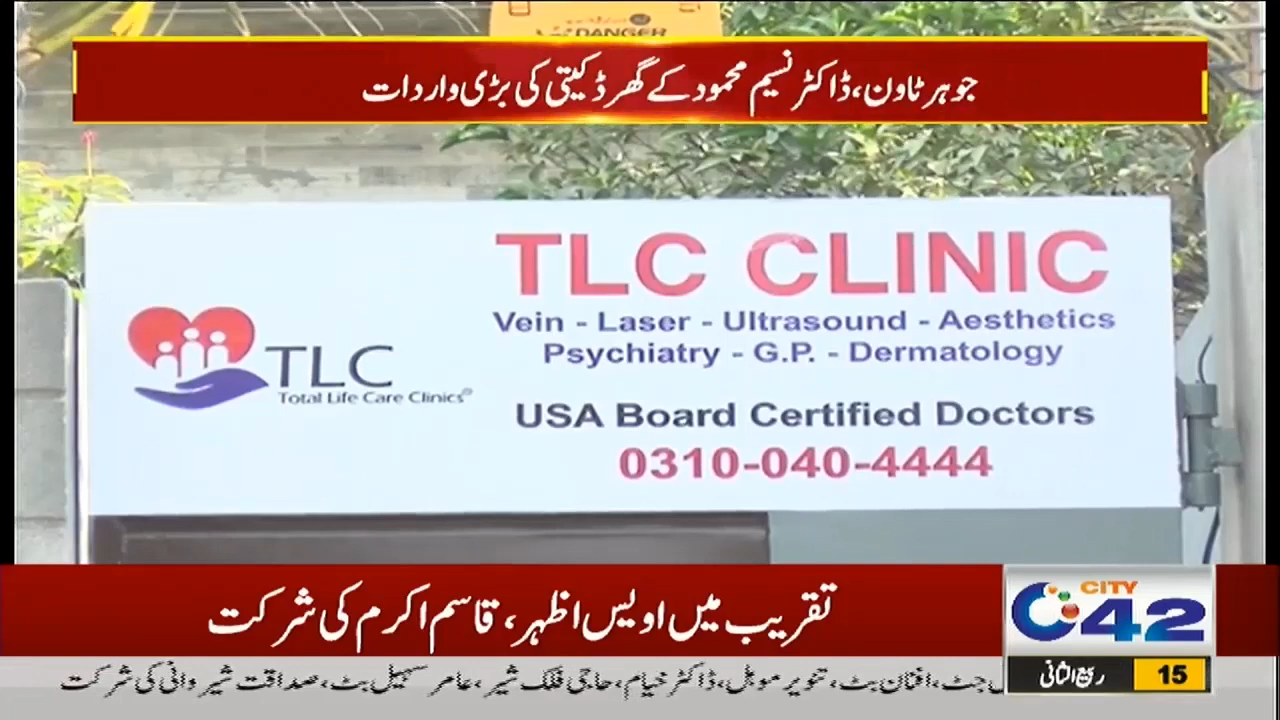 DANGER
جوہر ٹاون، ڈاکٹر نسیم محمود کے گھر ڈکیتی کی بڑی واردات
TLC CLINIC
Vein - Laser - Ultrasound - Aesthetics
Psychiatry - G.P. - Dermatology
TLC
Total Life Care Clinics®
USA Board Certified Doctors
0310-040-4444
تقریب میں اویس اظہر، قاسم اکرم کی شرکت
CITY
42
جٹ، افنان بٹ، تنویر موہل، ڈاکٹر خیام، حاجی فلک شیر، عامر سہیل بٹ، صداقت شیروانی کی شرکت
15 ربیع الثانی